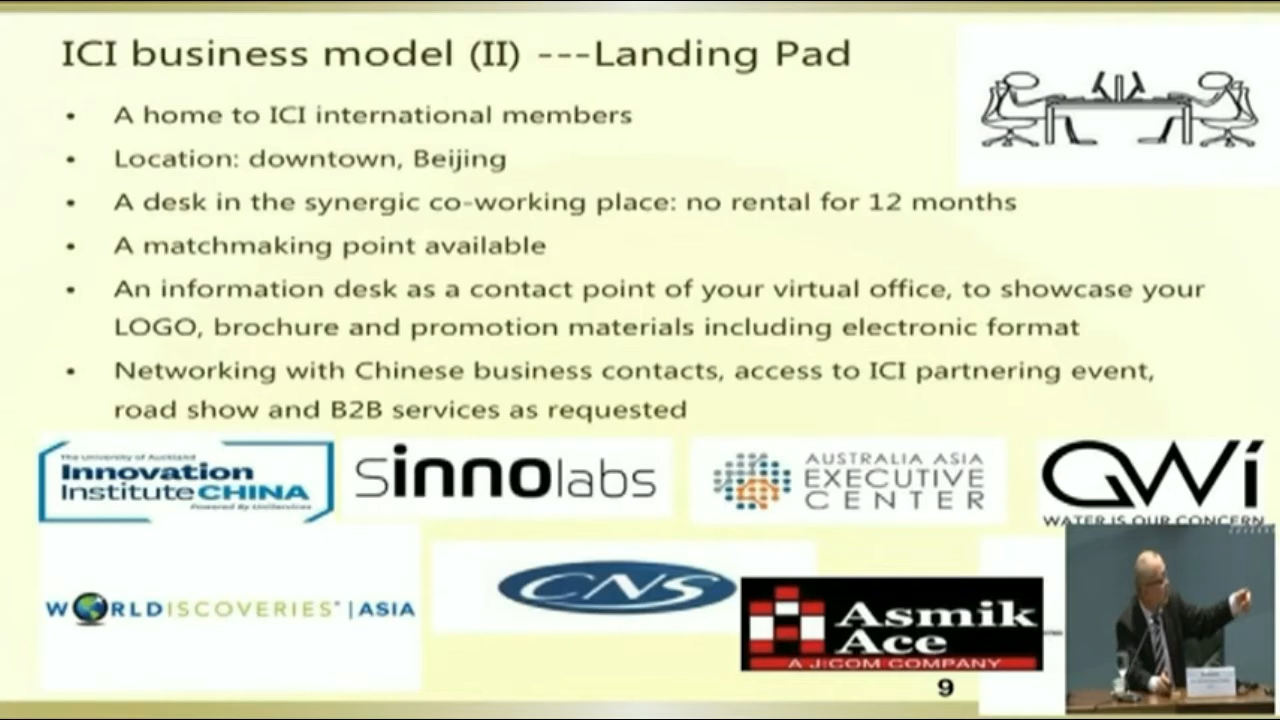 ICI business model (II) ---Landing Pad
• A home to ICI international members
• Location: downtown, Beijing
• A desk in the synergic co-working place: no rental for 12 months
• A matchmaking point available
• An information desk as a contact point of your virtual office, to showcase your
LOGO, brochure and promotion materials including electronic format
• Networking with Chinese business contacts, access to ICI partnering event,
road show and B2B services as requested
The University of Auckland
Innovation
Institute CHINA
Powered By UniServices
Sinnolabs
AUSTRALIA ASIA
EXECUTIVE
CENTER
QWi
WATER IS OUR CONCERN
WORLDISCOVERIES | ASIA
CNS
Asmik
Ace
A J:COM COMPANY
9